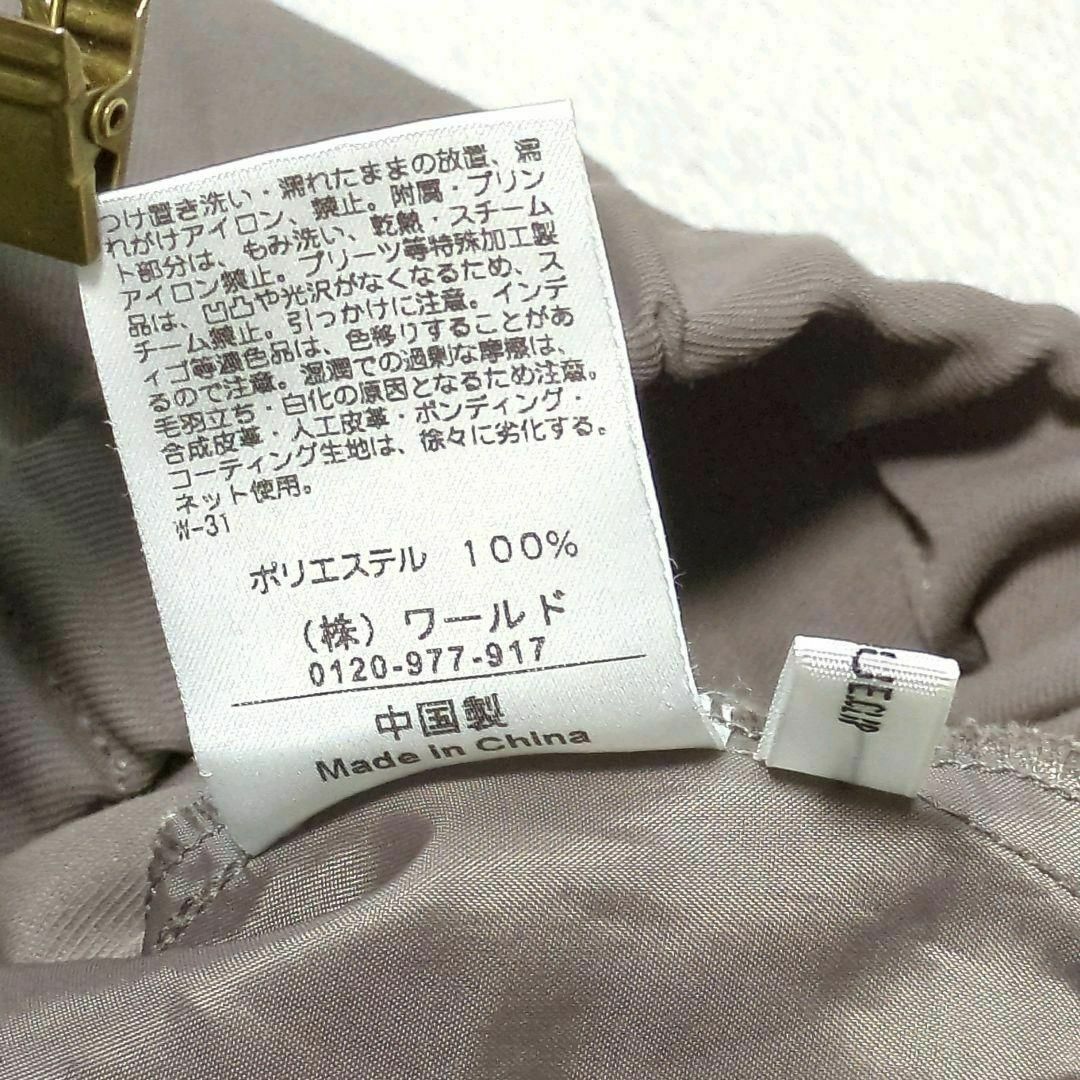 つけ置き洗い・濡れたままの放置、濡
れがけアイロン、禁止。附属・プリン
ト部分は、もみ洗い、乾熱・スチーム
アイロン禁止。プリーツ等特殊加工製
品は、凹凸や光沢がなくなるため、ス
チーム禁止。引っかけに注意。インデ
ィゴ等濃色品は、色移りすることがあ
るので注意。湿潤での過剰な摩擦は、
毛羽立ち・白化の原因となるため注意。
合成皮革・人工皮革・ボンディング・
コーティング生地は、徐々に劣化する。
ネット使用。
W-31
ポリエステル 100%
(株) ワールド
0120-977-917
中国製
Made in China